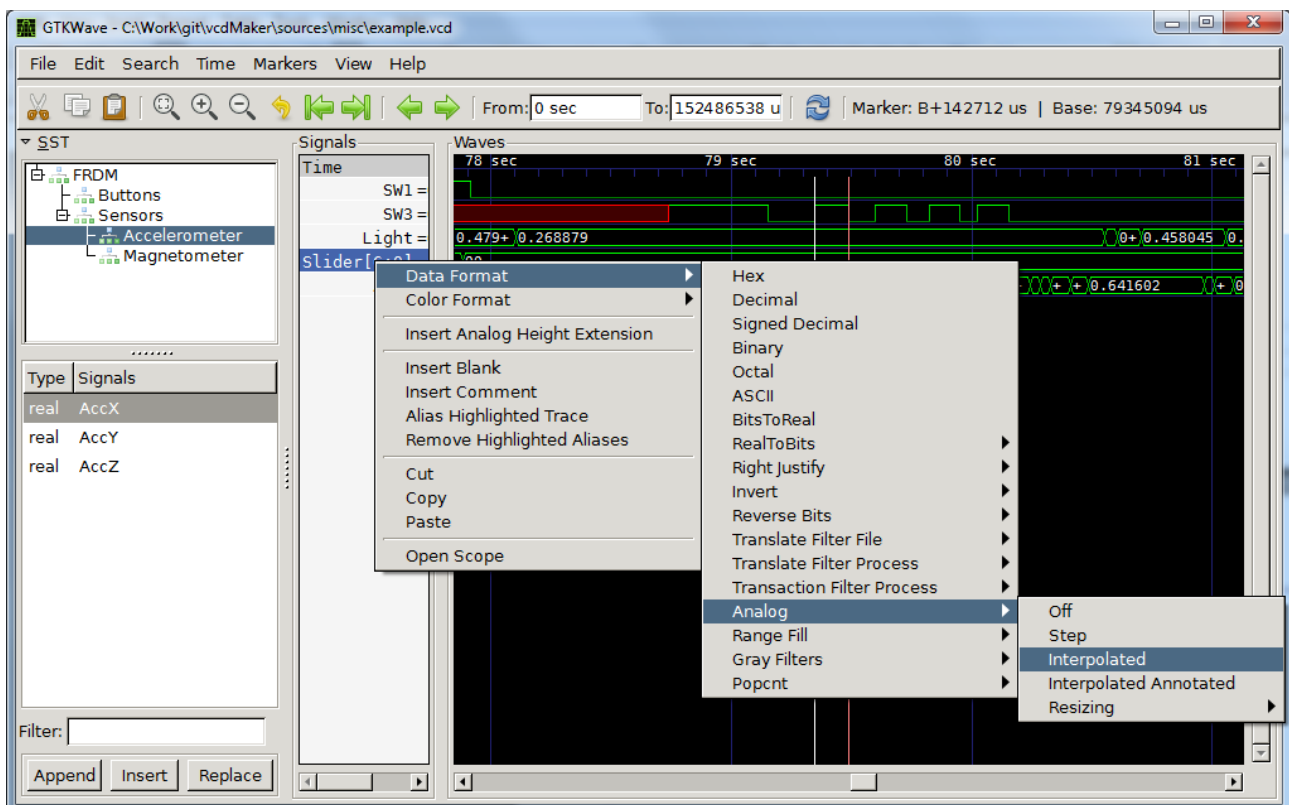 GTKWave - C:\Work\git\vcdMaker\sources\misc\example.vcd
File Edit Search Time Markers View Help
From: 0 sec To: 152486538 u Marker: B+142712 us | Base: 79345094 us
SST
FRDM
Buttons
Sensors
Accelerometer
Magnetometer
Type Signals
real AccX
real AccY
real AccZ
Filter:
Append Insert Replace
Signals
Time
SW1=
SW3=
Light=
Waves
78 sec 79 sec 80 sec 81 sec
0.479+ 0.268879 0+ 0.458045 0.
+ + 0.641602 + 0
Data Format
Color Format
Insert Analog Height Extension
Insert Blank
Insert Comment
Alias Highlighted Trace
Remove Highlighted Aliases
Cut
Copy
Paste
Open Scope
Hex
Decimal
Signed Decimal
Binary
Octal
ASCII
BitsToReal
RealToBits
Right Justify
Invert
Reverse Bits
Translate Filter File
Translate Filter Process
Transaction Filter Process
Analog
Range Fill
Gray Filters
Popcnt
Off
Step
Interpolated
Interpolated Annotated
Resizing